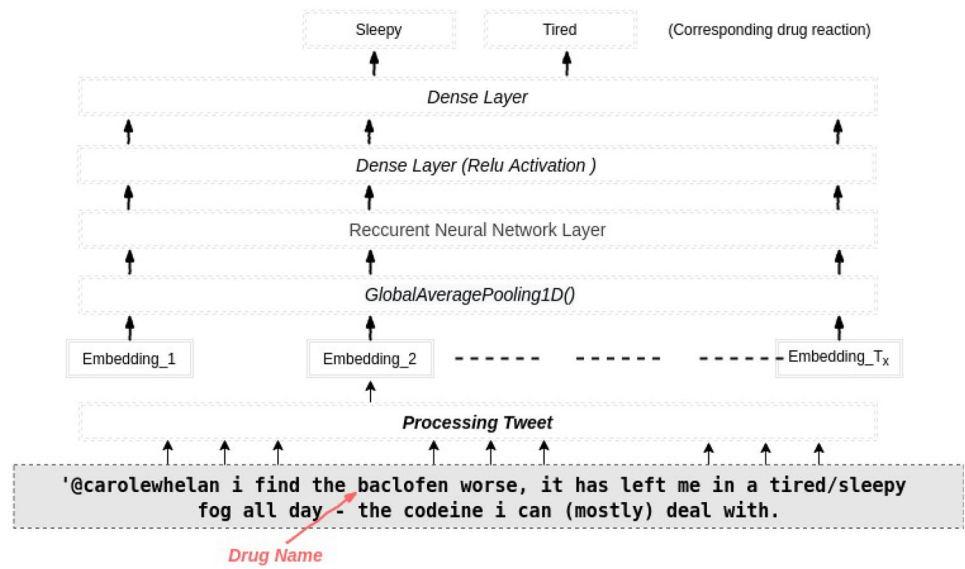 Sleepy Tired (Corresponding drug reaction)
Dense Layer
Dense Layer (Relu Activation )
Reccurent Neural Network Layer
GlobalAveragePooling1D()
Embedding_1 Embedding_2 Embedding_Tx
Processing Tweet
'@carolewhelan i find the baclofen worse, it has left me in a tired/sleepy
fog all day - the codeine i can (mostly) deal with.
Drug Name